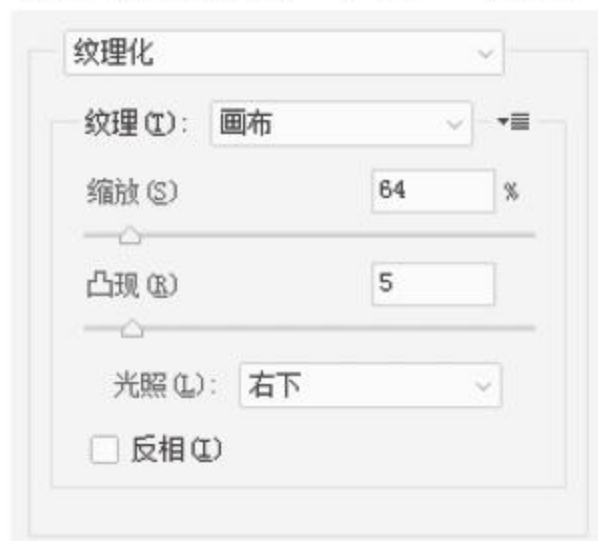 纹理化
纹理(T): 画布
缩放(S) 64 %
凸现(R) 5
光照(L): 右下
反相(I)